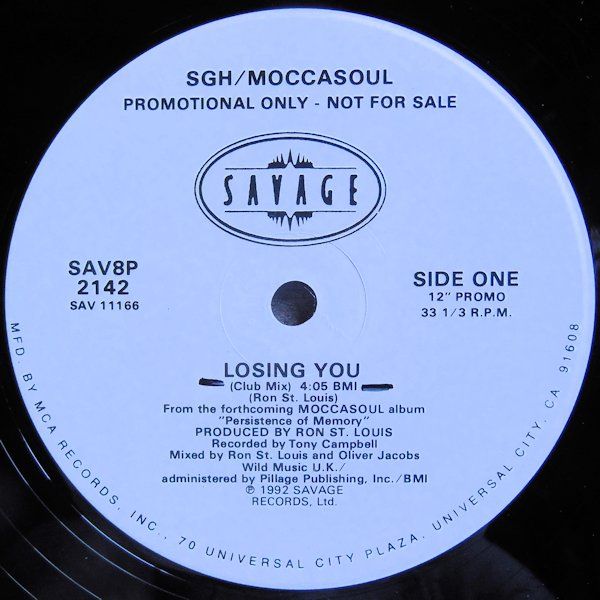 SGH/MOCCASOUL
PROMOTIONAL ONLY - NOT FOR SALE
SAVAGE
SAV8P
2142
SAV 11166
SIDE ONE
12" PROMO
33 1/3 R.P.M.
LOSING YOU
(Club Mix) 4:05 BMI
(Ron St. Louis)
From the forthcoming MOCCASOUL album
"Persistence of Memory"
PRODUCED BY RON ST. LOUIS
Recorded by Tony Campbell
Mixed by Ron St. Louis and Oliver Jacobs
Wild Music U.K./
administered by Pillage Publishing, Inc./BMI
℗ 1992 SAVAGE
RECORDS, Ltd.
MFD. BY MCA RECORDS, INC., 70 UNIVERSAL CITY PLAZA, UNIVERSAL CITY, CA 91608